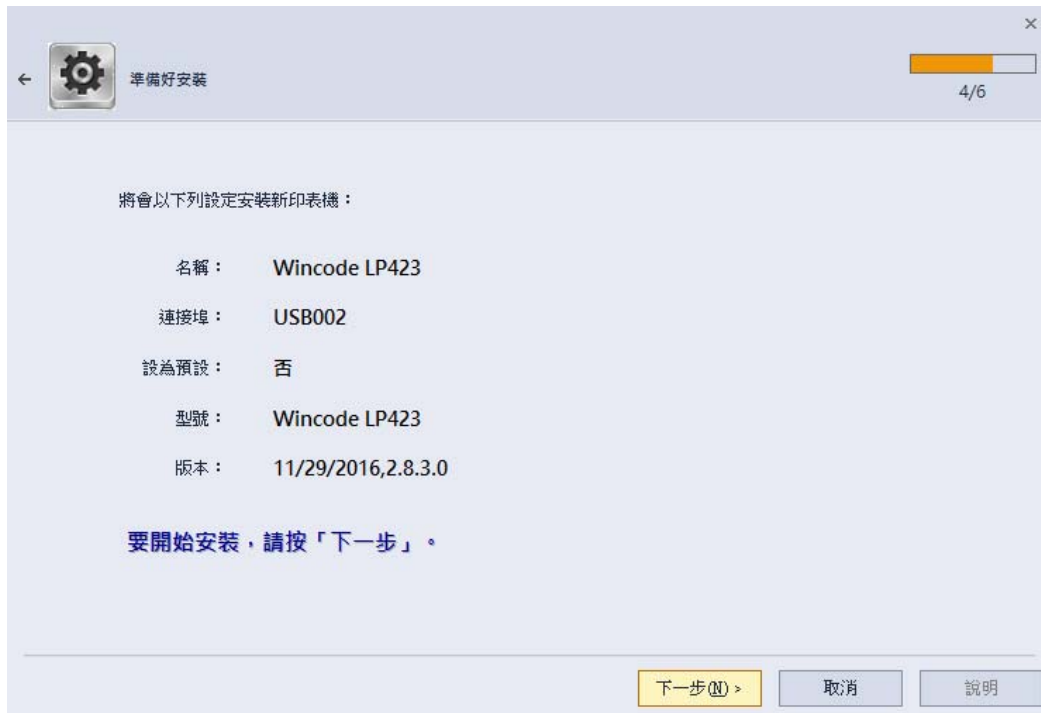 準備好安裝
4/6
將會以下列設定安裝新印表機：
名稱： Wincode LP423
連接埠： USB002
設為預設： 否
型號： Wincode LP423
版本： 11/29/2016,2.8.3.0
要開始安裝，請按「下一步」。
下一步(N) > 取消 說明